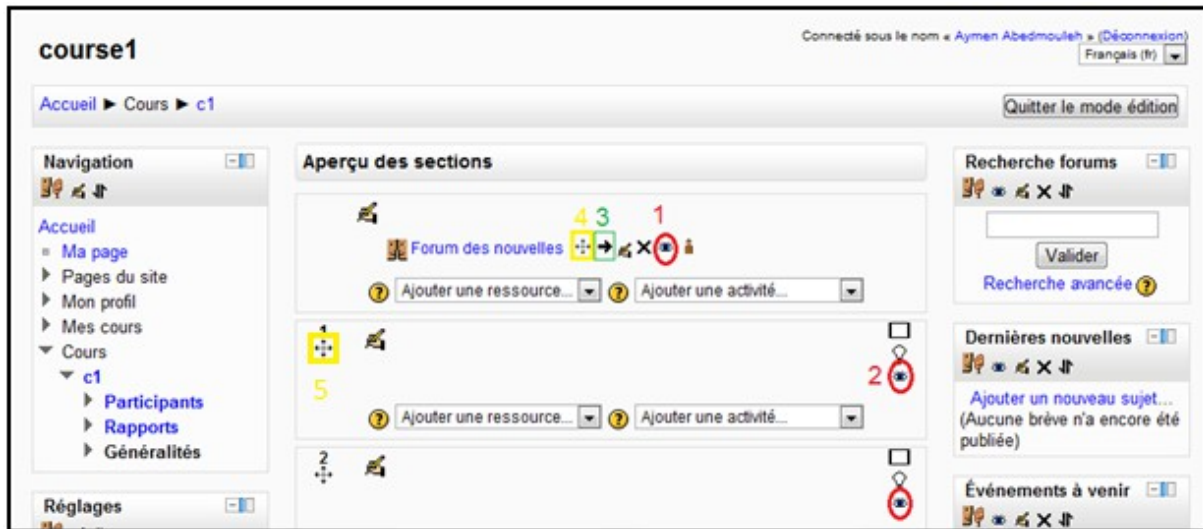 course1
Connecté sous le nom « Aymen Abedmouleh » (Déconnexion)
Français (fr)
Accueil ► Cours ► c1
Quitter le mode édition
Navigation
Accueil
Ma page
Pages du site
Mon profil
Mes cours
Cours
c1
Participants
Rapports
Généralités
Réglages
Aperçu des sections
4 3 1
Forum des nouvelles
Ajouter une ressource... Ajouter une activité...
1
2
5
Ajouter une ressource... Ajouter une activité...
2
Recherche forums
Valider
Recherche avancée
Dernières nouvelles
Ajouter un nouveau sujet...
(Aucune brève n'a encore été
publiée)
Événements à venir